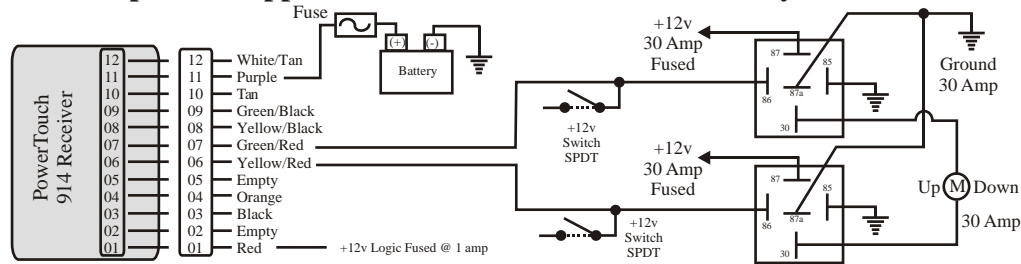 Fuse
(+) (-)
Battery
PowerTouch
914 Receiver
12 12 White/Tan
11 11 Purple
10 10 Tan
09 09 Green/Black
08 08 Yellow/Black
07 07 Green/Red
06 06 Yellow/Red
05 05 Empty
04 04 Orange
03 03 Black
02 02 Empty
01 01 Red
+12v Logic Fused @ 1 amp
+12v
Switch
SPDT
+12v
Switch
SPDT
+12v
30 Amp
Fused
87
85
86
87a
30
Ground
30 Amp
+12v
30 Amp
Fused
87
85
86
87a
30
Up M Down
30 Amp